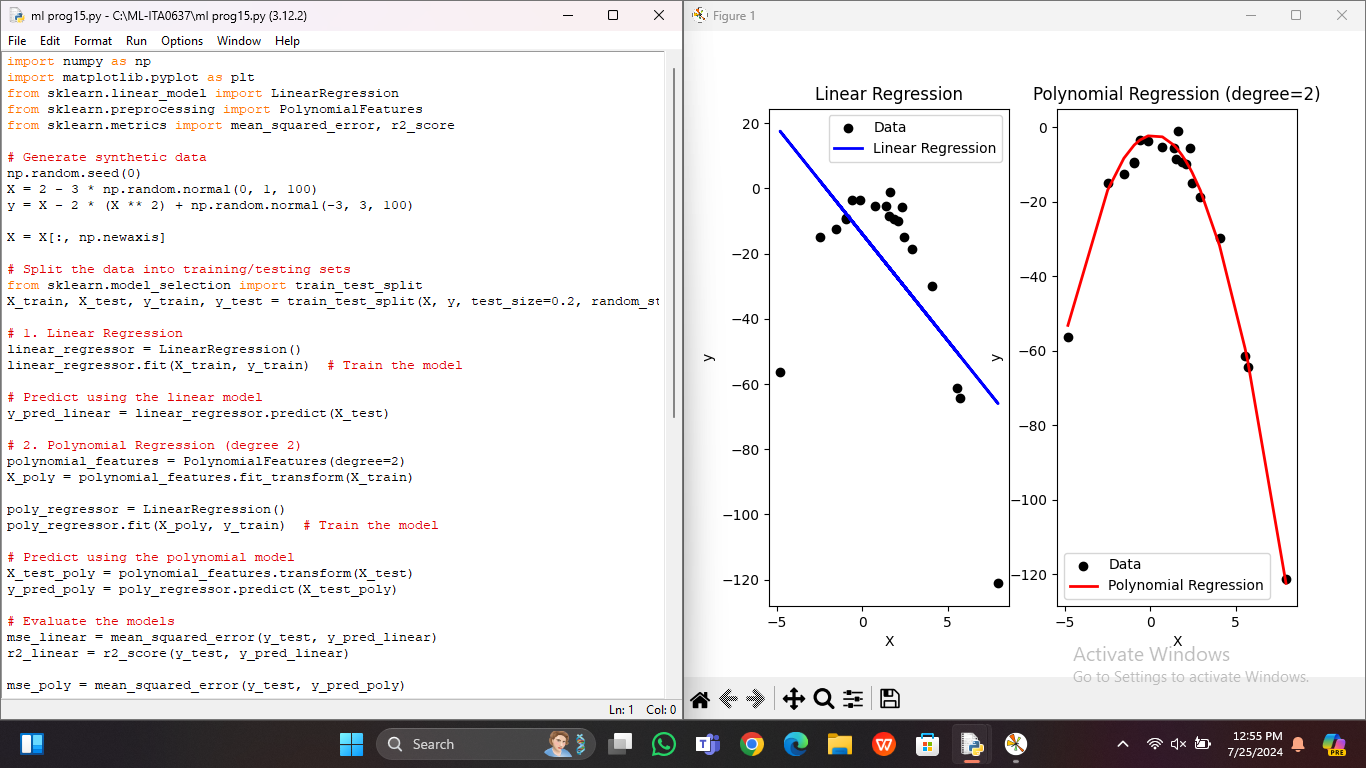 ml prog15.py - C:\ML-ITA0637\ml prog15.py (3.12.2)
File Edit Format Run Options Window Help
import numpy as np
import matplotlib.pyplot as plt
from sklearn.linear_model import LinearRegression
from sklearn.preprocessing import PolynomialFeatures
from sklearn.metrics import mean_squared_error, r2_score
# Generate synthetic data
np.random.seed(0)
X = 2 - 3 * np.random.normal(0, 1, 100)
y = X - 2 * (X ** 2) + np.random.normal(-3, 3, 100)
X = X[:, np.newaxis]
# Split the data into training/testing sets
from sklearn.model_selection import train_test_split
X_train, X_test, y_train, y_test = train_test_split(X, y, test_size=0.2, random_st
# 1. Linear Regression
linear_regressor = LinearRegression()
linear_regressor.fit(X_train, y_train)  # Train the model
# Predict using the linear model
y_pred_linear = linear_regressor.predict(X_test)
# 2. Polynomial Regression (degree 2)
polynomial_features = PolynomialFeatures(degree=2)
X_poly = polynomial_features.fit_transform(X_train)
poly_regressor = LinearRegression()
poly_regressor.fit(X_poly, y_train)  # Train the model
# Predict using the polynomial model
X_test_poly = polynomial_features.transform(X_test)
y_pred_poly = poly_regressor.predict(X_test_poly)
# Evaluate the models
mse_linear = mean_squared_error(y_test, y_pred_linear)
r2_linear = r2_score(y_test, y_pred_linear)
mse_poly = mean_squared_error(y_test, y_pred_poly)
Ln: 1 Col: 0
Figure 1
Linear Regression
Data
Linear Regression
20
0
−20
−40
−60
−80
−100
−120
y
−5 0 5
X
Polynomial Regression (degree=2)
0
−20
−40
−60
−80
−100
−120
y
Data
Polynomial Regression
−5 0 5
X
Activate Windows
Go to Settings to activate Windows.
Search
12:55 PM
7/25/2024
PRE